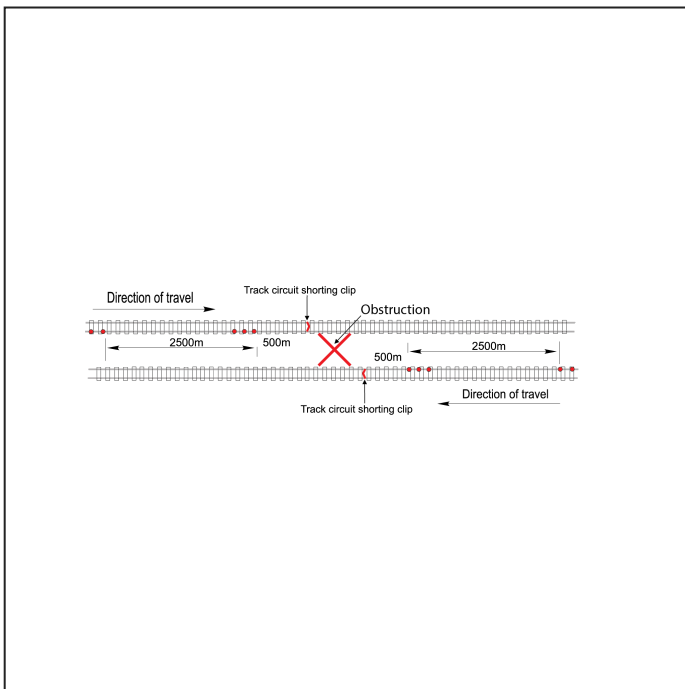 Direction of travel
Track circuit shorting clip
Obstruction
2500m
500m
500m
2500m
Track circuit shorting clip
Direction of travel